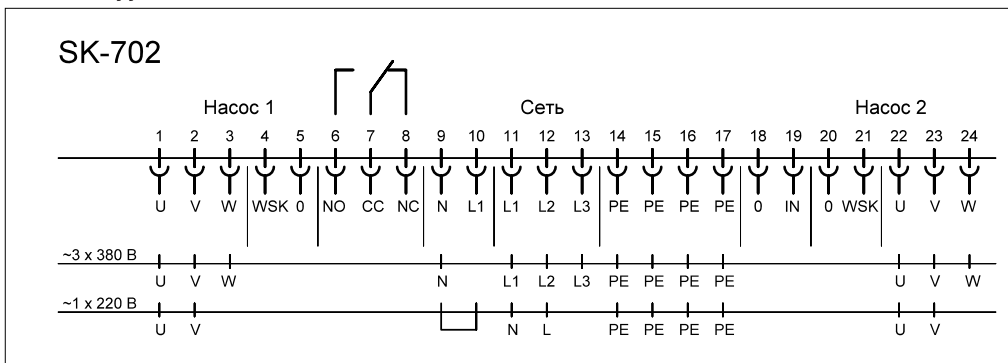 SK-702
Насос 1 Сеть Насос 2
1 2 3 4 5 6 7 8 9 10 11 12 13 14 15 16 17 18 19 20 21 22 23 24
U V W WSK 0 NO CC NC N L1 L1 L2 L3 PE PE PE PE 0 IN 0 WSK U V W
~3 x 380 В
U V W N L1 L2 L3 PE PE PE PE U V W
~1 x 220 В
U V N L PE PE PE PE U V